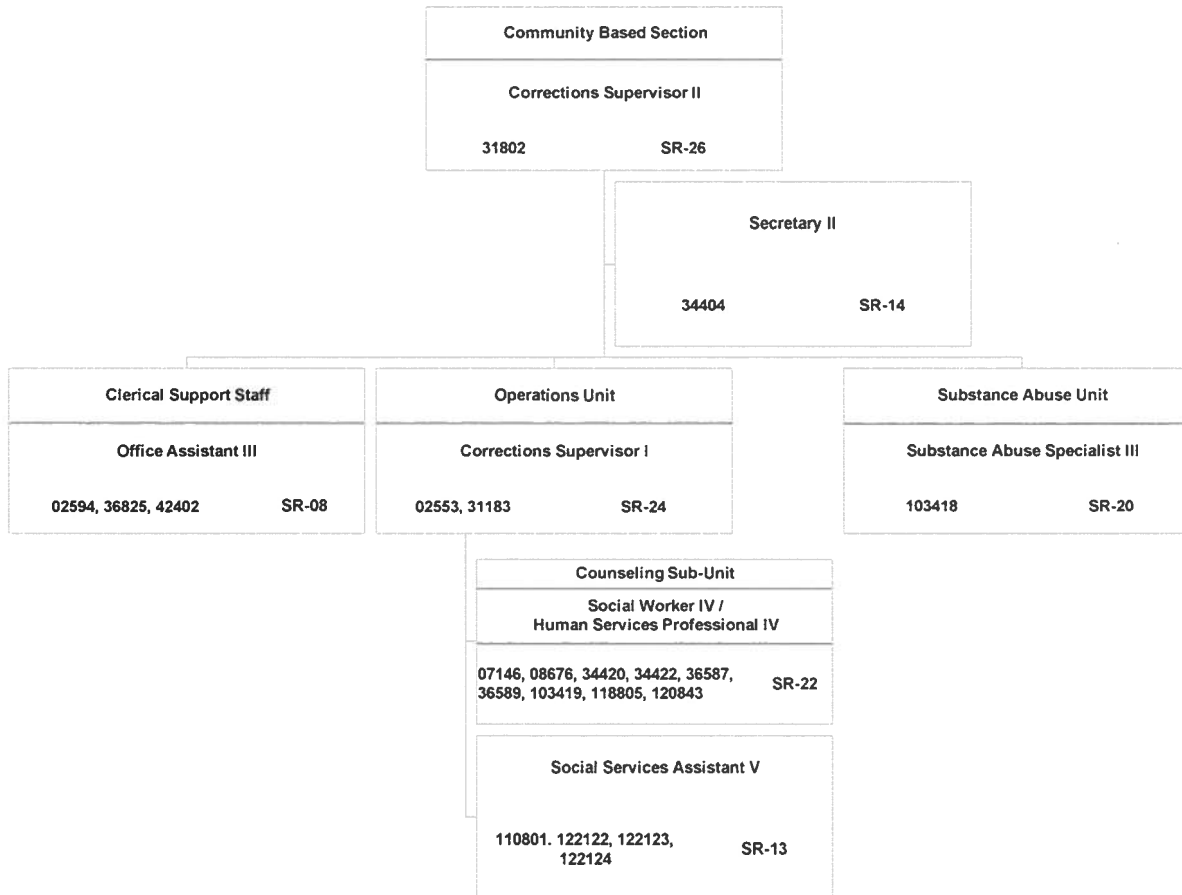 Community Based Section
Corrections Supervisor II
31802 SR-26
Secretary II
34404 SR-14
Clerical Support Staff
Office Assistant III
02594, 36825, 42402 SR-08
Operations Unit
Corrections Supervisor I
02553, 31183 SR-24
Substance Abuse Unit
Substance Abuse Specialist III
103418 SR-20
Counseling Sub-Unit
Social Worker IV /
Human Services Professional IV
07146, 08676, 34420, 34422, 36587,
36589, 103419, 118805, 120843
SR-22
Social Services Assistant V
110801. 122122, 122123,
122124
SR-13